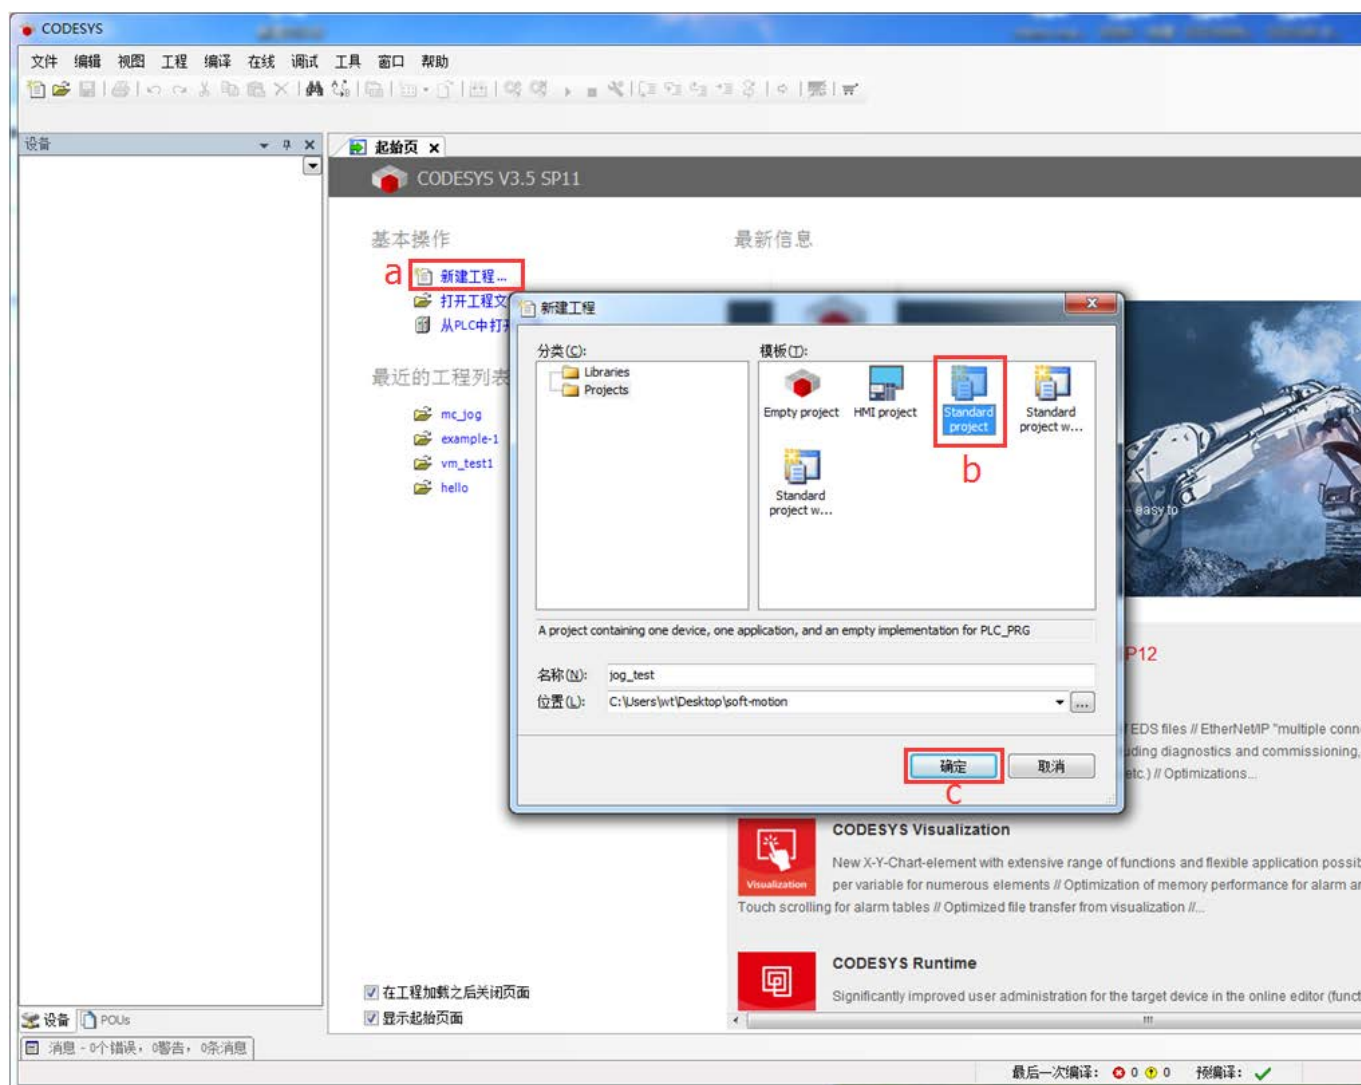 CODESYS
文件 编辑 视图 工程 编译 在线 调试 工具 窗口 帮助
设备
起始页
CODESYS V3.5 SP11
基本操作
最新信息
a
新建工程...
打开工程文
从PLC中打开
最近的工程列表
mc_jog
example-1
vm_test1
hello
新建工程
分类(C):
模板(T):
Libraries
Projects
Empty project
HMI project
Standard
project
Standard
project w...
b
Standard
project w...
easy to
A project containing one device, one application, and an empty implementation for PLC_PRG
名称(N):
jog_test
位置(L):
C:\Users\wt\Desktop\soft-motion
...
确定
取消
c
P12
EDS files // EtherNet/IP "multiple conn
uding diagnostics and commissioning,
etc.) // Optimizations...
CODESYS Visualization
New X-Y-Chart-element with extensive range of functions and flexible application possib
per variable for numerous elements // Optimization of memory performance for alarm an
Touch scrolling for alarm tables // Optimized file transfer from visualization //...
Visualization
CODESYS Runtime
Significantly improved user administration for the target device in the online editor (funct
在工程加载之后关闭页面
显示起始页面
设备
POUs
消息 - 0个错误，0警告，0条消息
最后一次编译： 0 0 预编译：